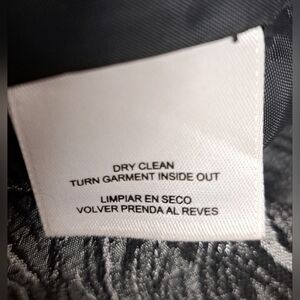 DRY CLEAN
TURN GARMENT INSIDE OUT
LIMPIAR EN SECO
VOLVER PRENDA AL REVES